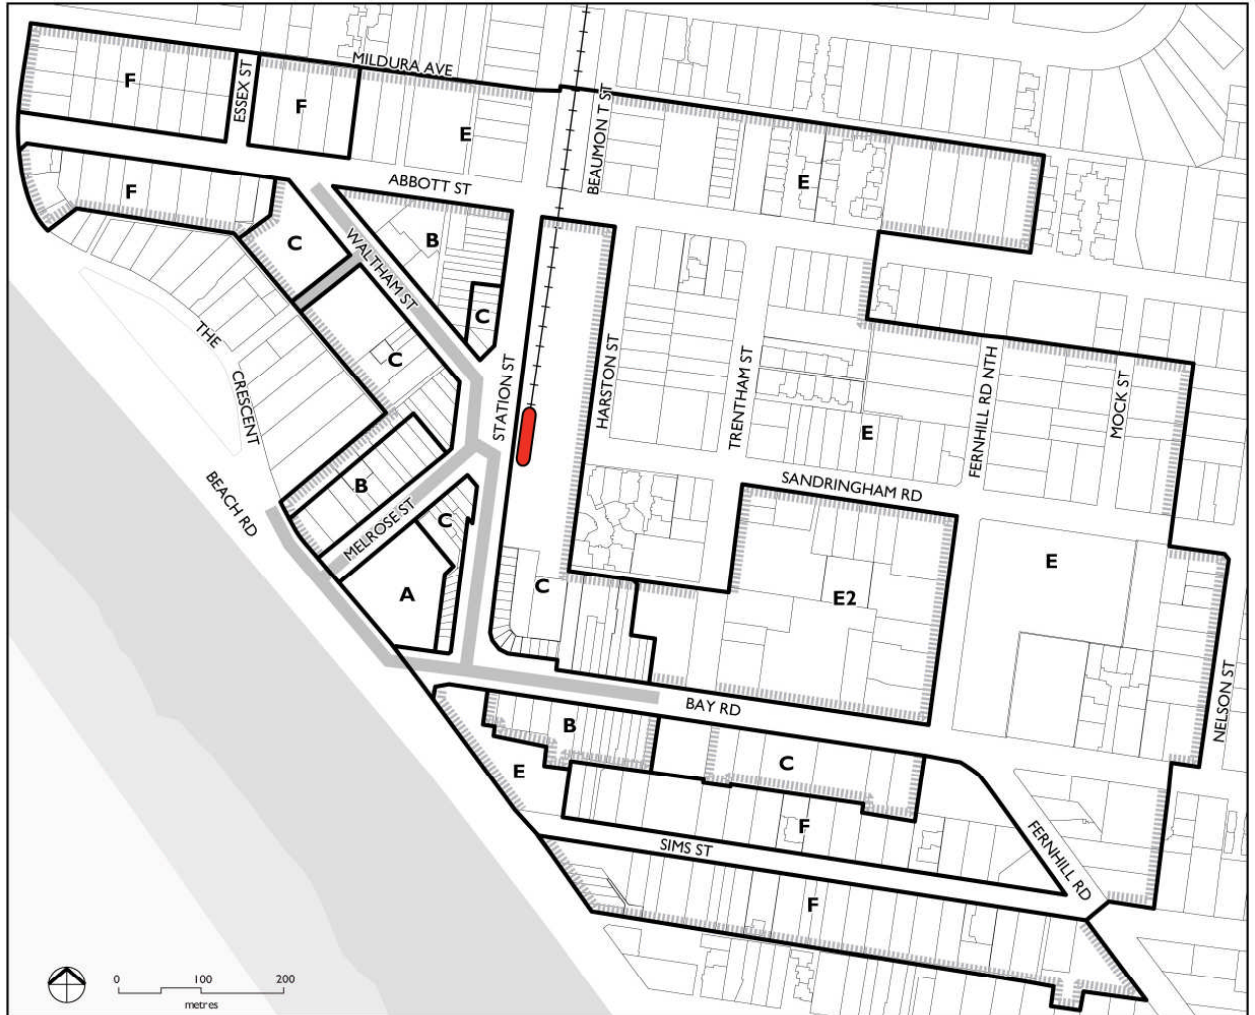 MILDURA AVE
F
ESSEX ST
F
E
BEAUMONT ST
E
ABBOTT ST
F
C
WALTHAM ST
B
C
THE
CRESCENT
C
STATION ST
HARSTON ST
TRENTHAM ST
E
FERNHILL RD NTH
MOCK ST
BEACH RD
B
MELROSE ST
C
SANDRINGHAM RD
A
C
E2
E
NELSON ST
BAY RD
B
E
C
F
SIMS ST
FERNHILL RD
F
0 100 200
metres